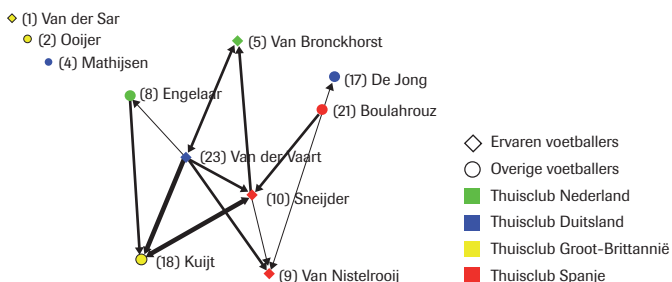 (1) Van der Sar
(2) Ooijer
(4) Mathijsen
(5) Van Bronckhorst
(17) De Jong
(8) Engelaar
(21) Boulahrouz
(23) Van der Vaart
(10) Sneijder
(18) Kuijt
(9) Van Nistelrooij
Ervaren voetballers
Overige voetballers
Thuisclub Nederland
Thuisclub Duitsland
Thuisclub Groot-Brittannië
Thuisclub Spanje